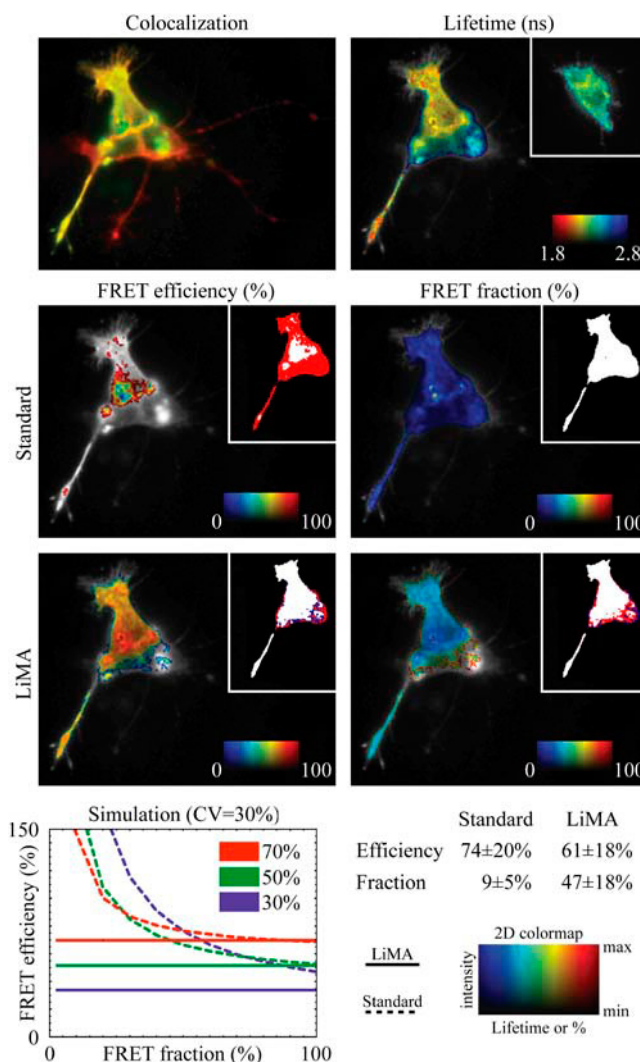 Colocalization
Lifetime (ns)
1.8
2.8
FRET efficiency (%)
FRET fraction (%)
Standard
0
100
0
100
LiMA
0
100
0
100
Simulation (CV=30%)
150
FRET efficiency (%)
0
70%
50%
30%
0
FRET fraction (%)
100
Standard LiMA
Efficiency 74±20% 61±18%
Fraction 9±5% 47±18%
LiMA
Standard
2D colormap
intensity
max
min
Lifetime or %